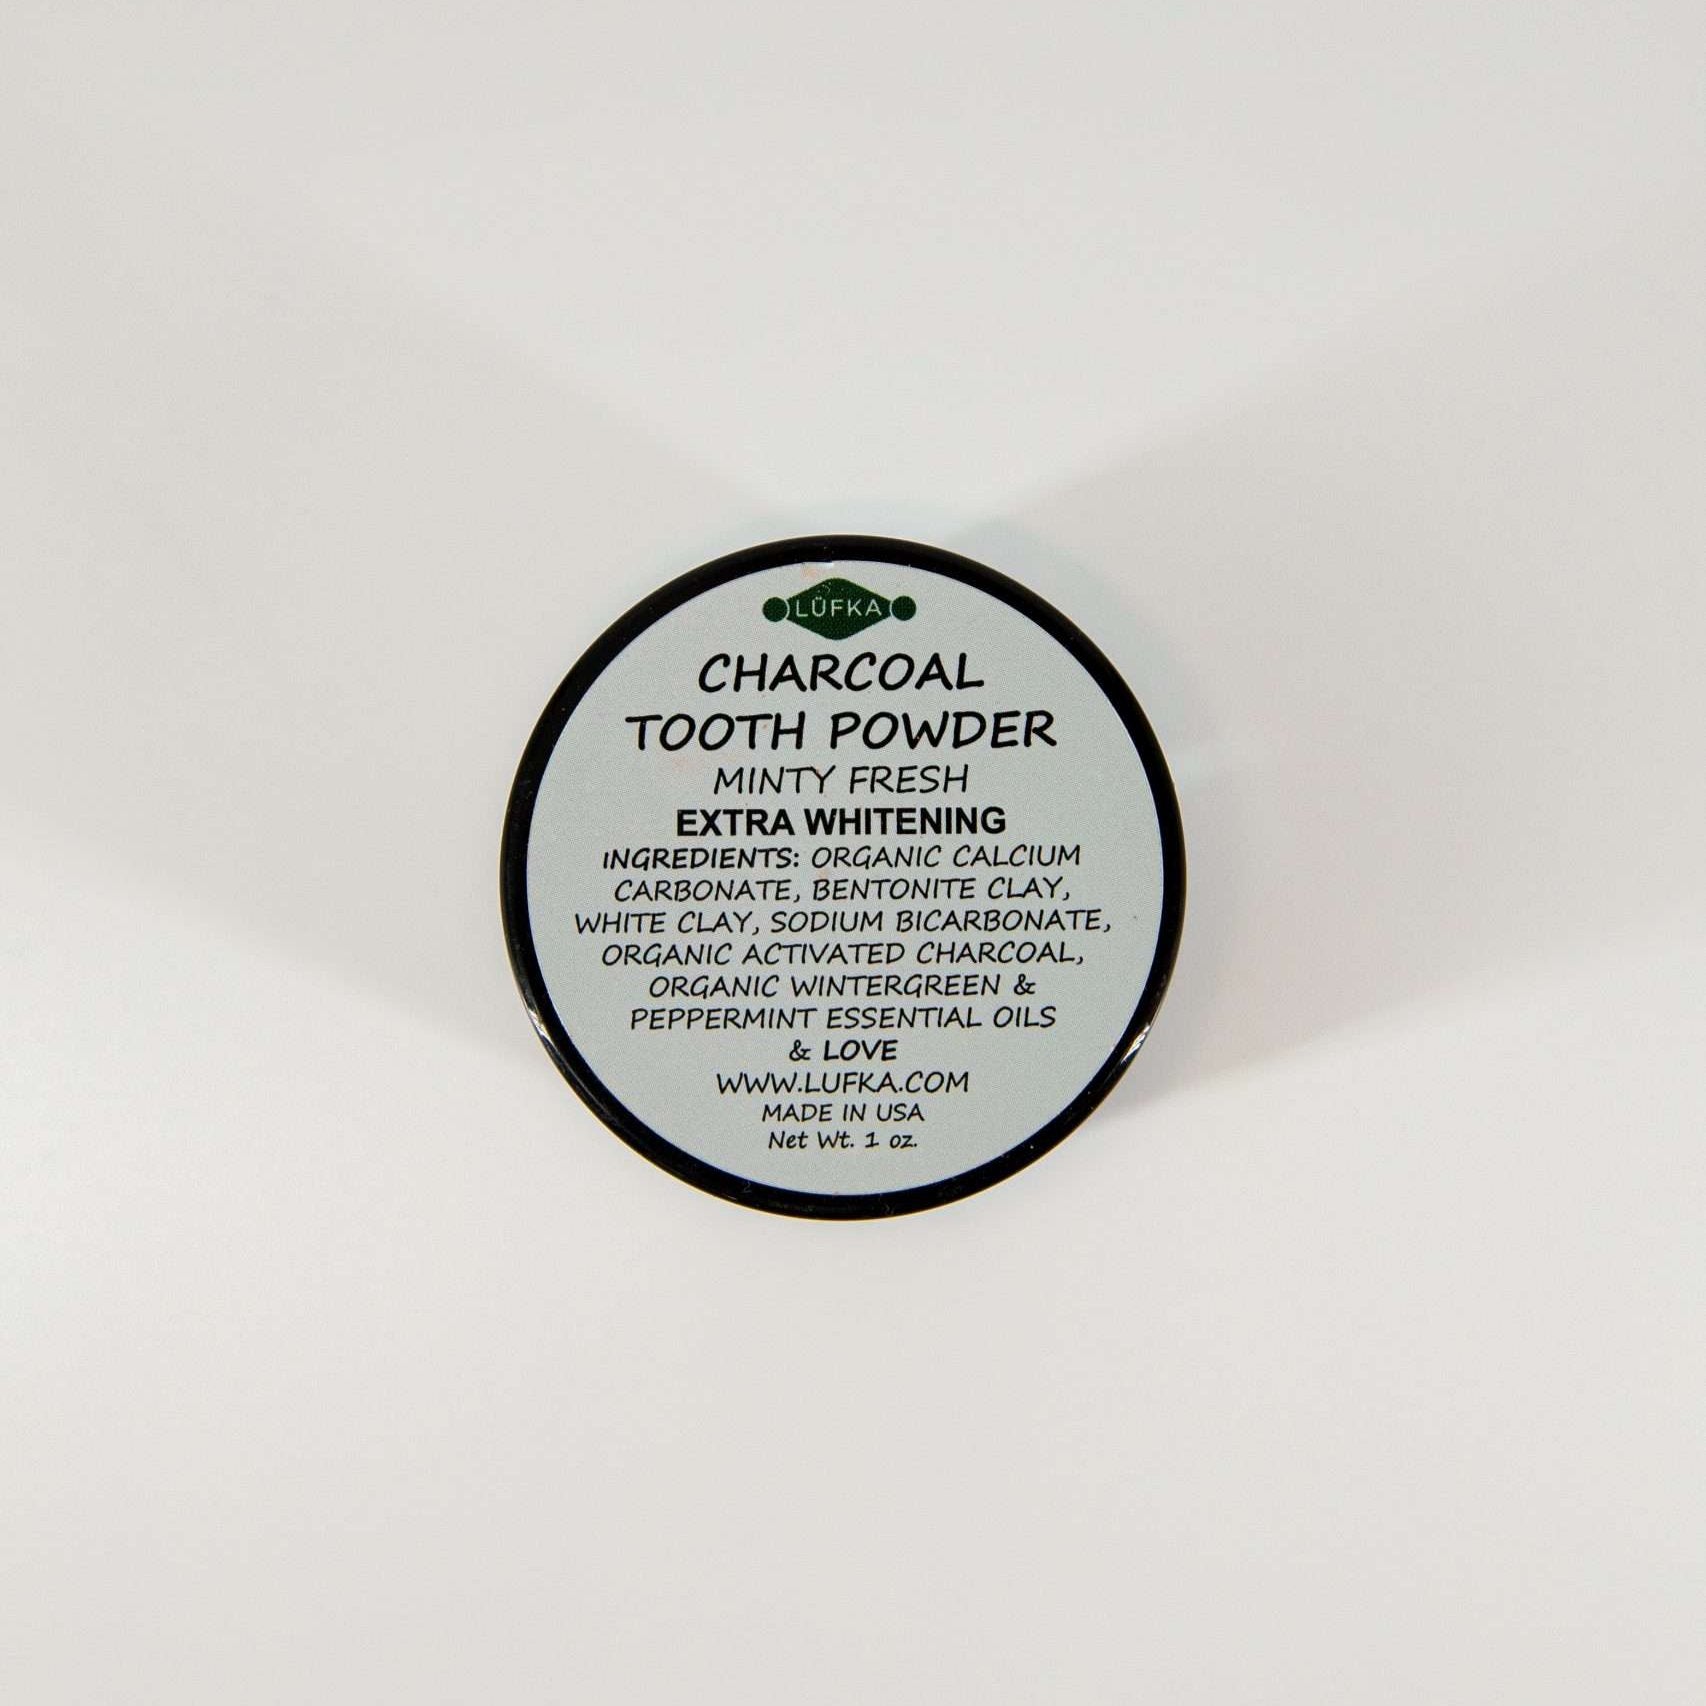 LÜFKA
CHARCOAL
TOOTH POWDER
MINTY FRESH
EXTRA WHITENING
INGREDIENTS: ORGANIC CALCIUM
CARBONATE, BENTONITE CLAY,
WHITE CLAY, SODIUM BICARBONATE,
ORGANIC ACTIVATED CHARCOAL,
ORGANIC WINTERGREEN &
PEPPERMINT ESSENTIAL OILS
& LOVE
WWW.LUFKA.COM
MADE IN USA
Net Wt. 1 oz.